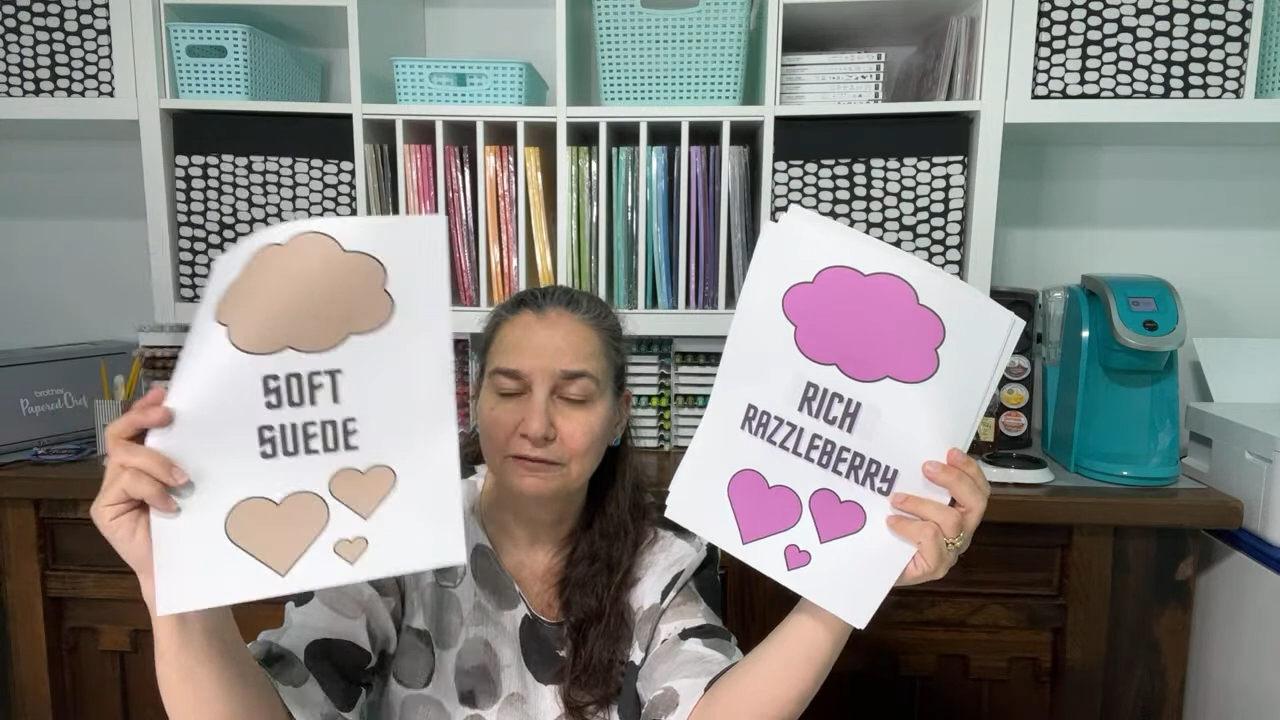 SOFT
SUEDE
RICH
RAZZLEBERRY
brother
Papered Chef